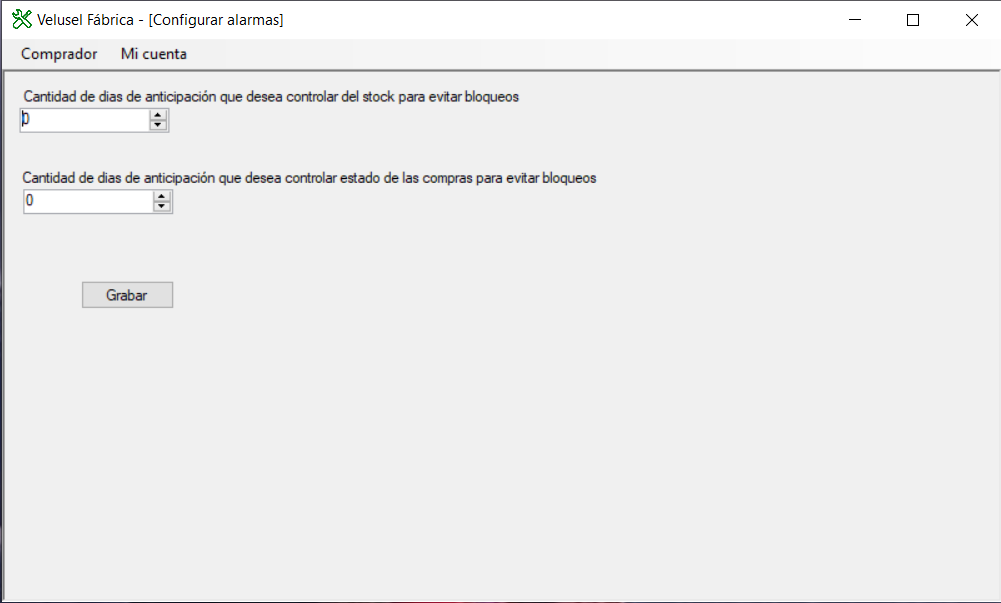 Velusel Fábrica - [Configurar alarmas]
Comprador Mi cuenta
Cantidad de dias de anticipación que desea controlar del stock para evitar bloqueos
0
Cantidad de dias de anticipación que desea controlar estado de las compras para evitar bloqueos
0
Grabar